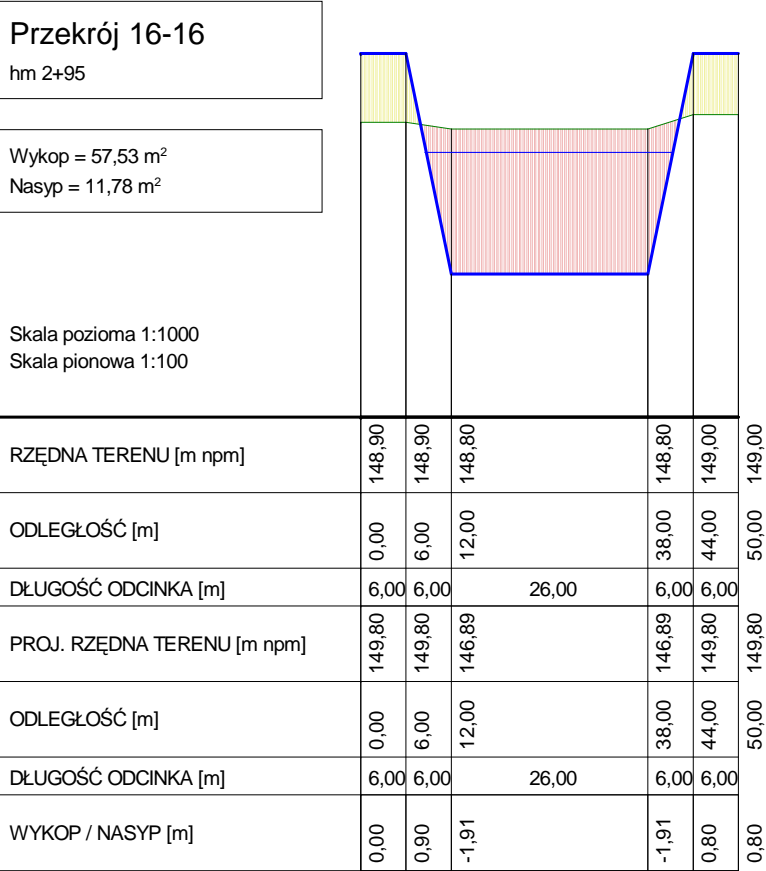 Przekrój 16-16
hm 2+95
Wykop = 57,53 m²
Nasyp = 11,78 m²
Skala pozioma 1:1000
Skala pionowa 1:100
RZĘDNA TERENU [m npm] 148,90 148,90 148,80 148,80 149,00 149,00
ODLEGŁOŚĆ [m] 0,00 6,00 12,00 38,00 44,00 50,00
DŁUGOŚĆ ODCINKA [m] 6,00 6,00 26,00 6,00 6,00
PROJ. RZĘDNA TERENU [m npm] 149,80 149,80 146,89 146,89 149,80 149,80
ODLEGŁOŚĆ [m] 0,00 6,00 12,00 38,00 44,00 50,00
DŁUGOŚĆ ODCINKA [m] 6,00 6,00 26,00 6,00 6,00
WYKOP / NASYP [m] 0,00 0,90 -1,91 -1,91 0,80 0,80